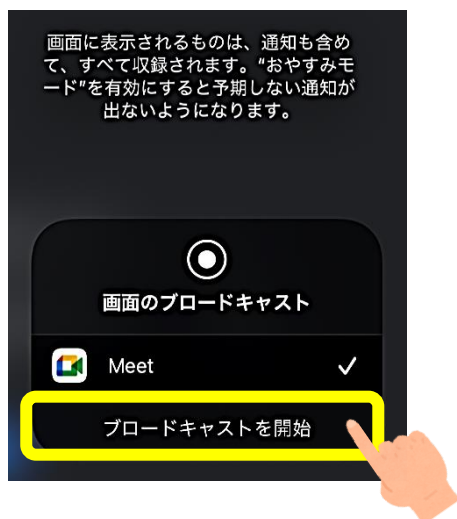 画面に表示されるものは、通知も含め
て、すべて収録されます。“おやすみモ
ード”を有効にすると予期しない通知が
出ないようになります。
画面のブロードキャスト
Meet
ブロードキャストを開始